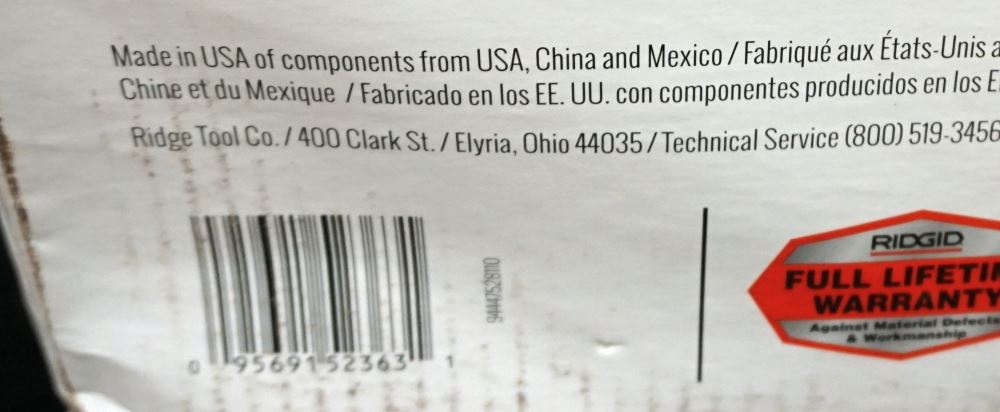 Made in USA of components from USA, China and Mexico / Fabriqué aux États-Unis
Chine et du Mexique / Fabricado en los EE. UU. con componentes producidos en los
Ridge Tool Co. / 400 Clark St. / Elyria, Ohio 44035 / Technical Service (800) 519-3456
0 95691 52363 1
RIDGID
FULL
WARRANTY
Against Material
& Workmanship